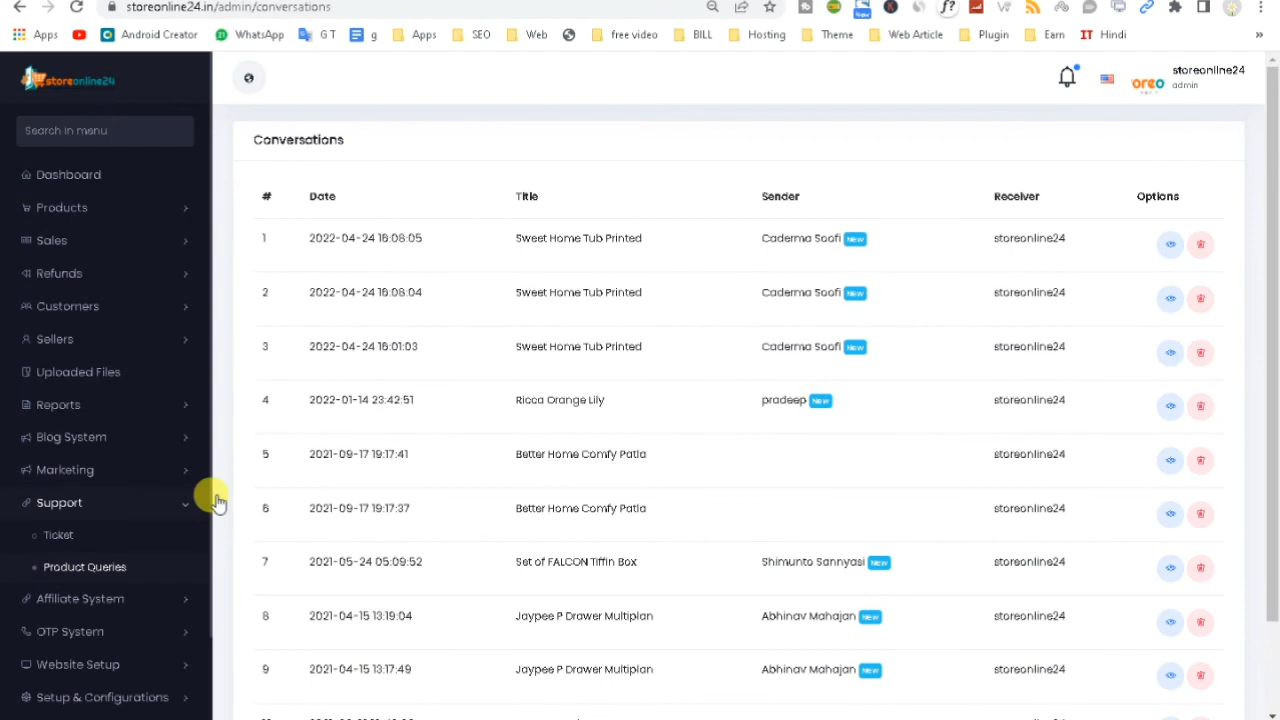 storeonline24.in/admin/conversations
Apps Android Creator WhatsApp G T g Apps SEO Web free video BILL Hosting Theme Web Article Plugin Earn IT Hindi »
storeonline24
Search in menu
Dashboard
Products
Sales
Refunds
Customers
Sellers
Uploaded Files
Reports
Blog System
Marketing
Support
Ticket
Product Queries
Affiliate System
OTP System
Website Setup
Setup & Configurations
oreo
storeonline24
admin
Conversations
# Date Title Sender Receiver Options
1 2022-04-24 16:08:05 Sweet Home Tub Printed Caderma Soofi New storeonline24
2 2022-04-24 16:08:04 Sweet Home Tub Printed Caderma Soofi New storeonline24
3 2022-04-24 16:01:03 Sweet Home Tub Printed Caderma Soofi New storeonline24
4 2022-01-14 23:42:51 Ricca Orange Lily pradeep New storeonline24
5 2021-09-17 19:17:41 Better Home Comfy Patla storeonline24
6 2021-09-17 19:17:37 Better Home Comfy Patla storeonline24
7 2021-05-24 05:09:52 Set of FALCON Tiffin Box Shimunto Sannyasi New storeonline24
8 2021-04-15 13:19:04 Jaypee P Drawer Multiplan Abhinav Mahajan New storeonline24
9 2021-04-15 13:17:49 Jaypee P Drawer Multiplan Abhinav Mahajan New storeonline24